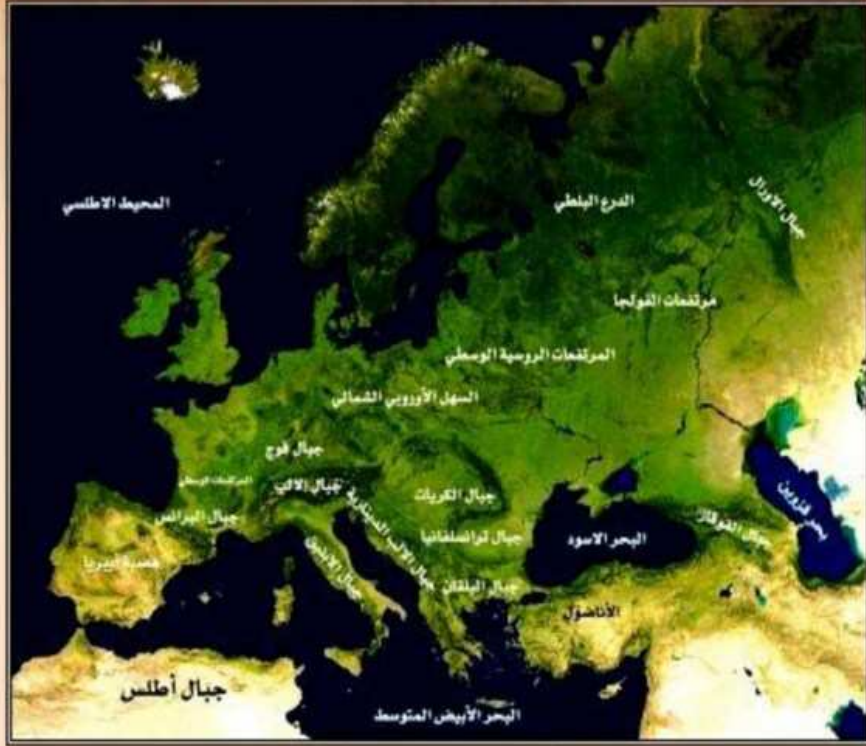 المحيط الاطلسي
الدرع البلطي
جبال الاورال
مرتفعات الفولجا
المرتفعات الروسية الوسطي
السهل الأوروبي الشمالي
جبال فوج
المرتفعات الوسطي
جبال الالب
جبال الكربات
جبال البرانس
جبال الالب الدينارية
جبال ترانسلفانيا
البحر الاسود
جبال القوقاز
بحر قزوين
هضبة ايبريا
جبال الابنين
جبال البلقان
الأناضول
جبال أطلس
البحر الأبيض المتوسط